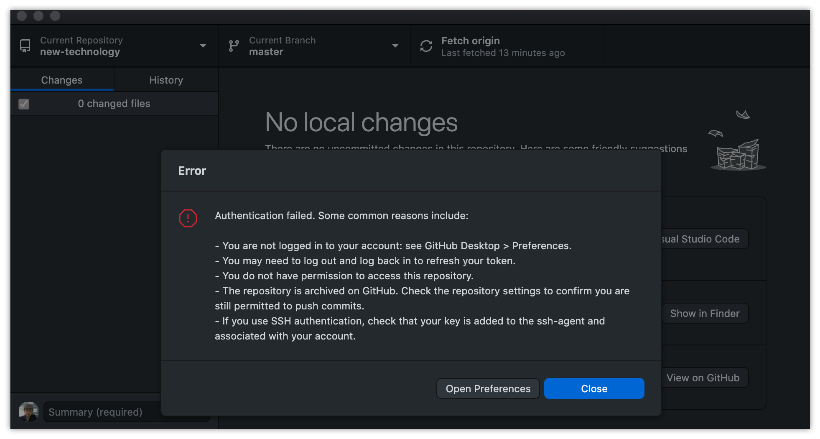 Current Repository
new-technology
Current Branch
master
Fetch origin
Last fetched 13 minutes ago
Changes
History
0 changed files
No local changes
There are no uncommitted changes in this repository. Here are some friendly suggestions
Error
Authentication failed. Some common reasons include:
- You are not logged in to your account: see GitHub Desktop > Preferences.
- You may need to log out and log back in to refresh your token.
- You do not have permission to access this repository.
- The repository is archived on GitHub. Check the repository settings to confirm you are
still permitted to push commits.
- If you use SSH authentication, check that your key is added to the ssh-agent and
associated with your account.
sual Studio Code
Show in Finder
View on GitHub
Open Preferences
Close
Summary (required)